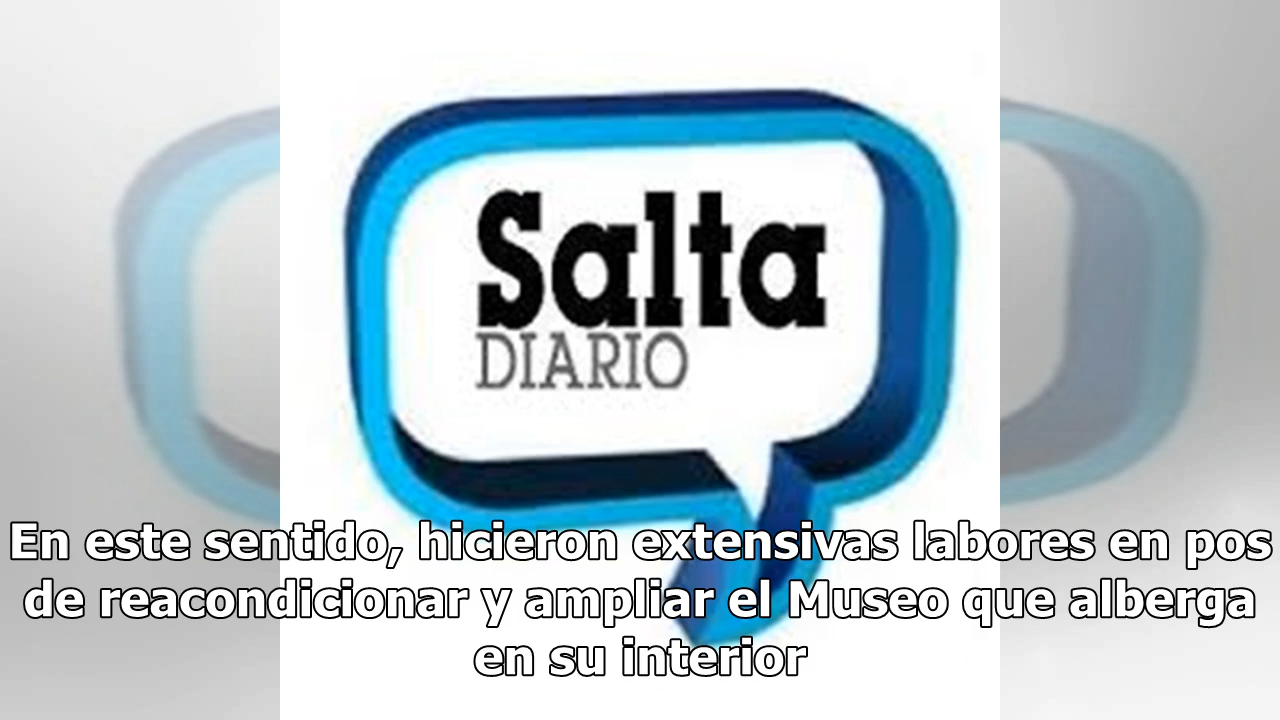 Salta
DIARIO
En este sentido, hicieron extensivas labores en pos
de reacondicionar y ampliar el Museo que alberga
en su interior